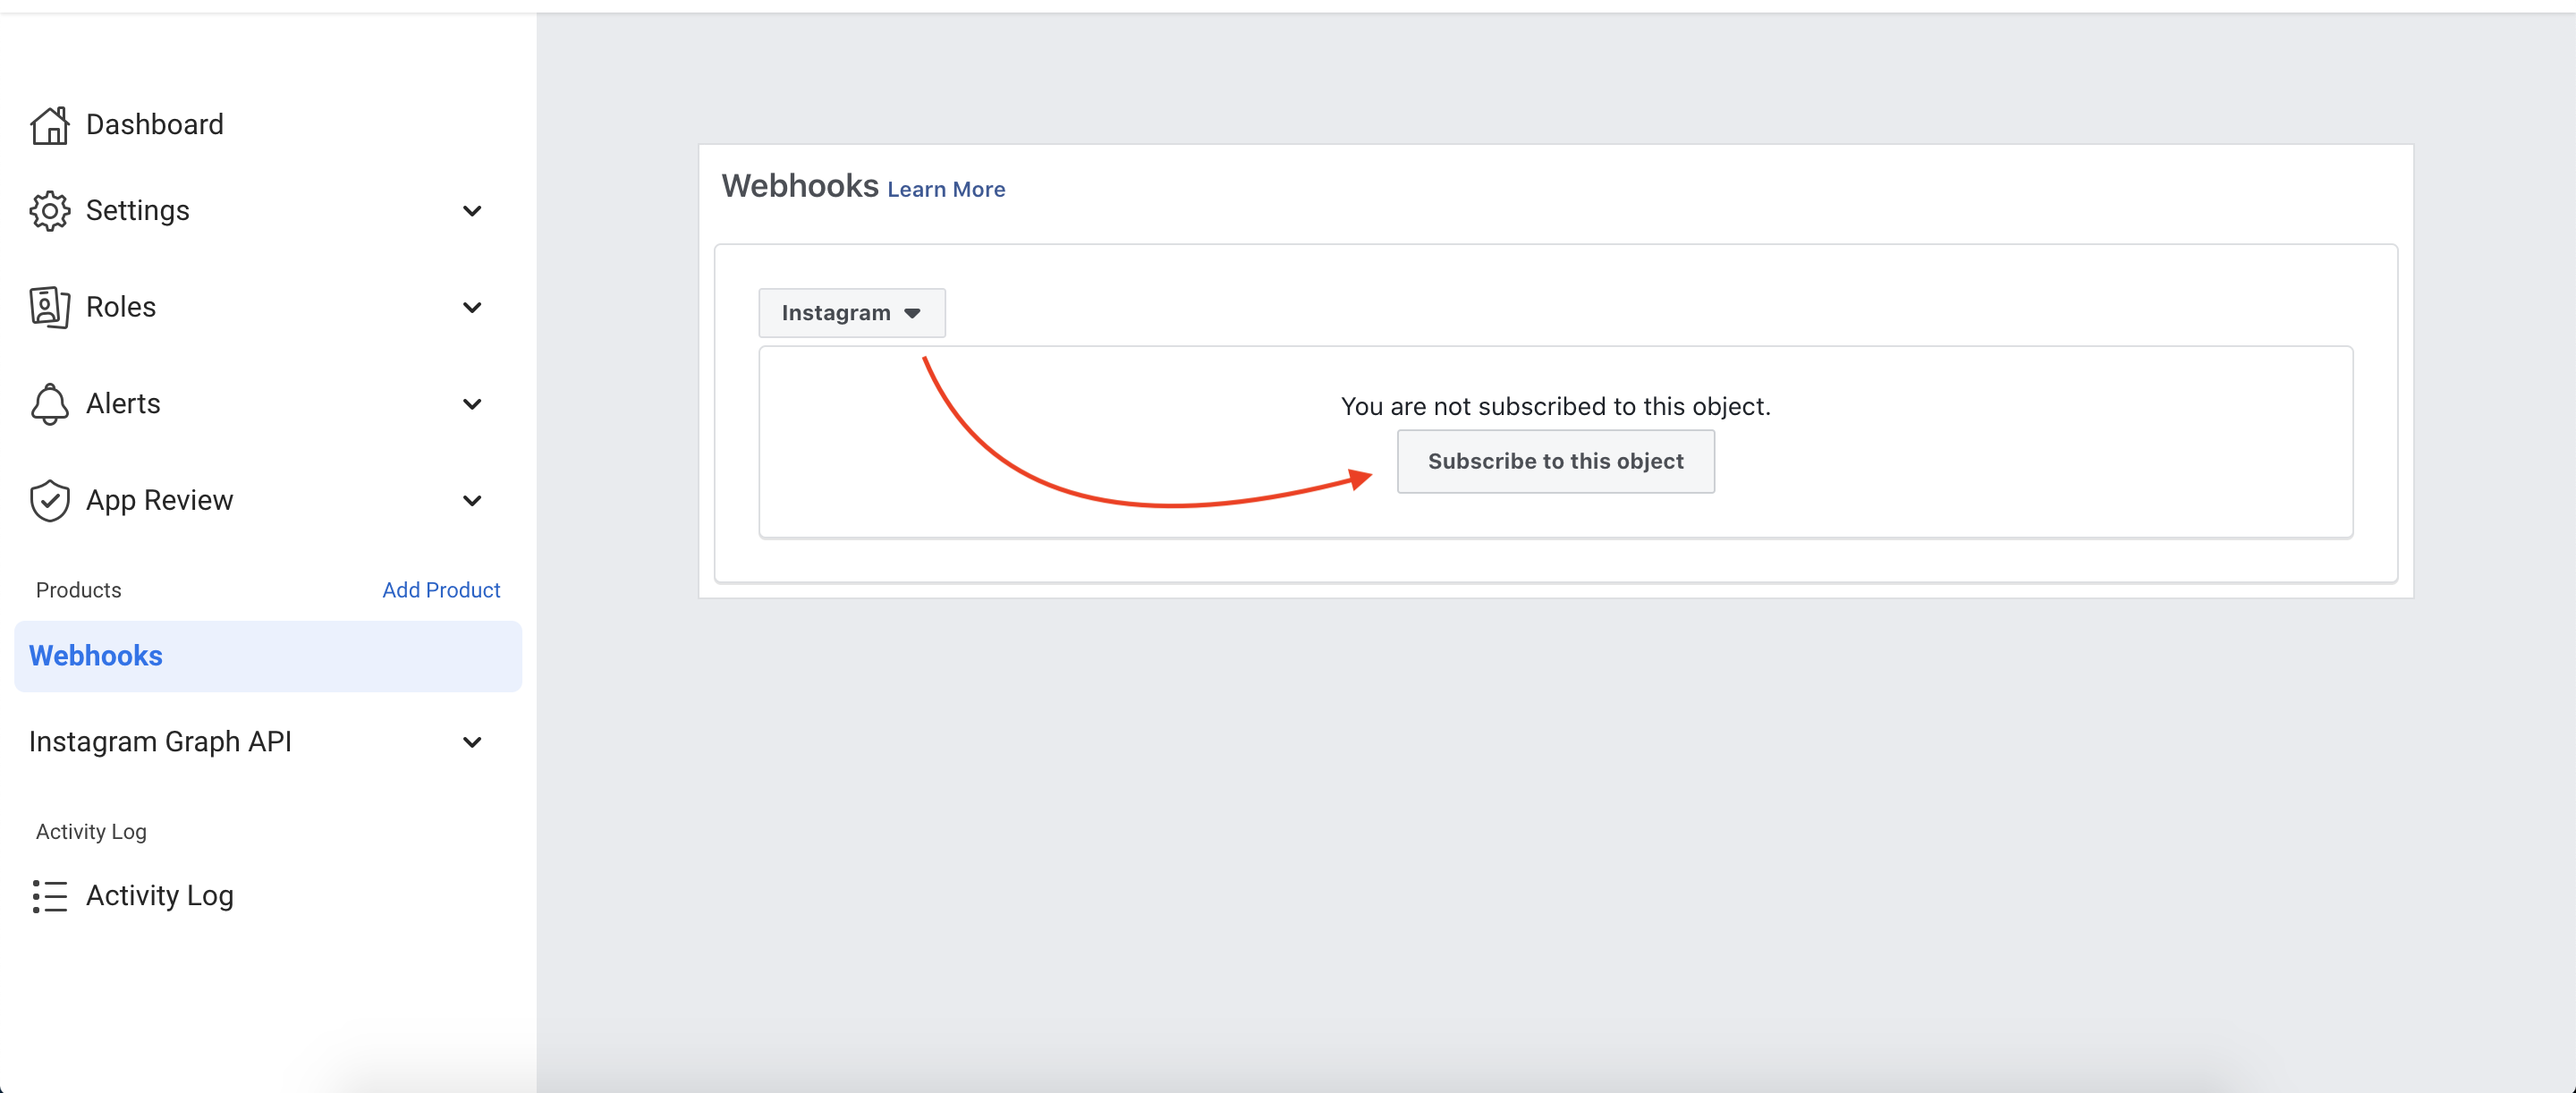 Dashboard
Settings
Roles
Alerts
App Review
Products Add Product
Webhooks
Instagram Graph API
Activity Log
Activity Log
Webhooks Learn More
Instagram
You are not subscribed to this object.
Subscribe to this object